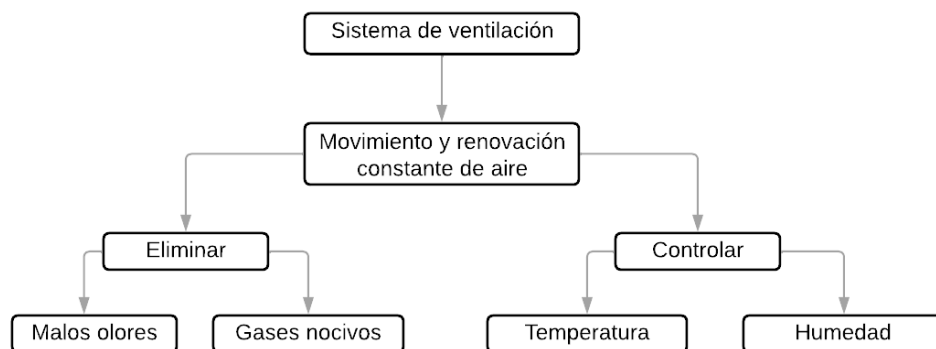 Sistema de ventilación
Movimiento y renovación
constante de aire
Eliminar
Controlar
Malos olores
Gases nocivos
Temperatura
Humedad